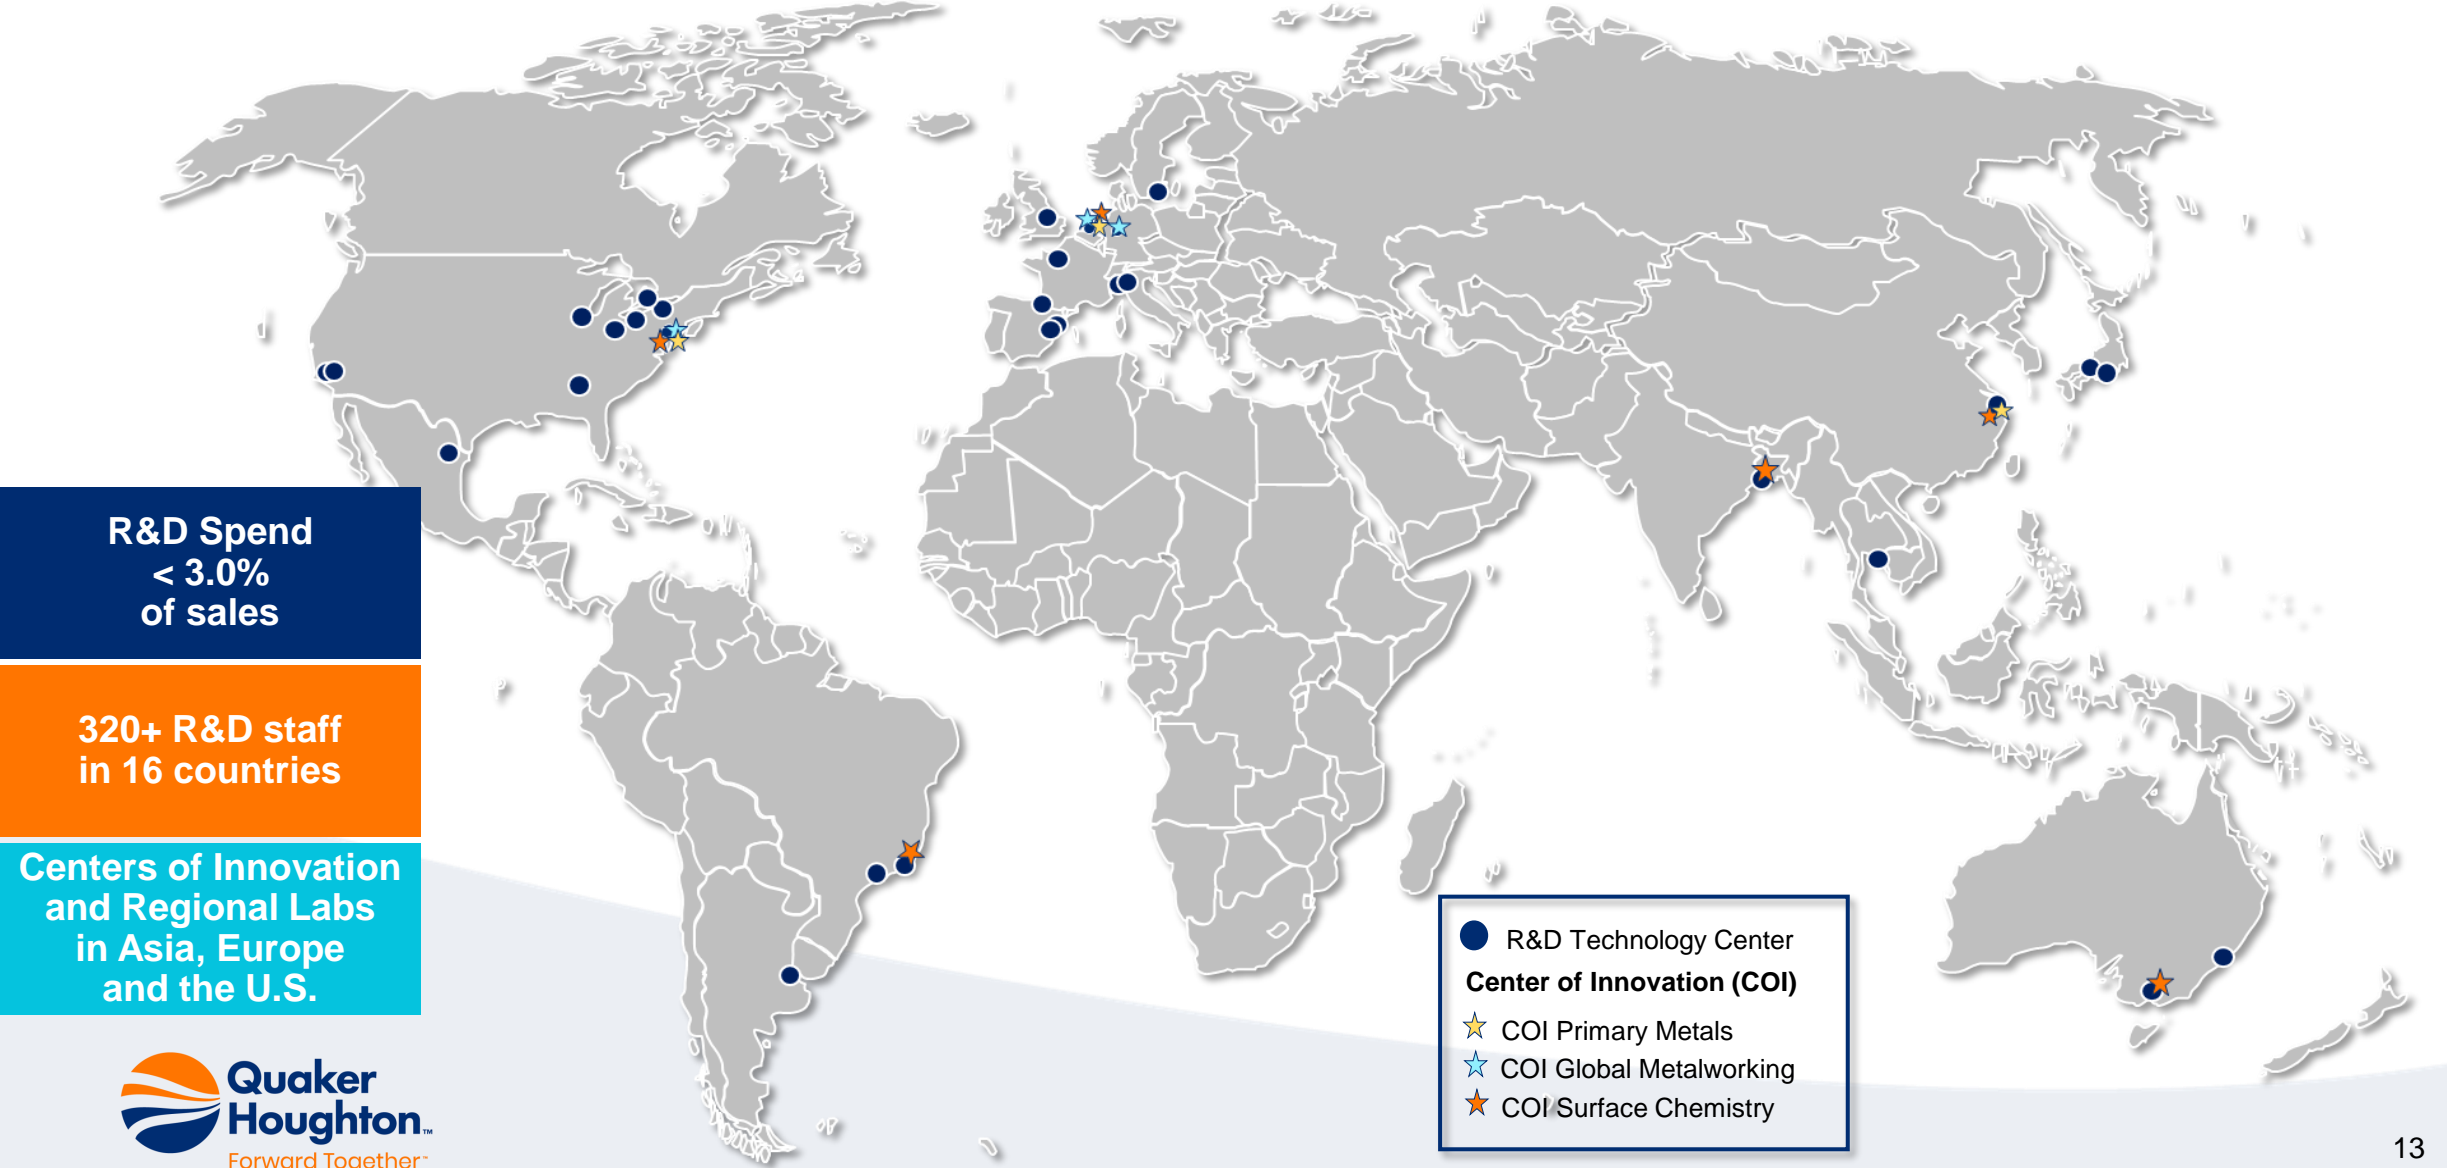 R&D Spend
< 3.0%
of sales
320+ R&D staff
in 16 countries
Centers of Innovation
and Regional Labs
in Asia, Europe
and the U.S.
Quaker
Houghton™
Forward Together™
R&D Technology Center
Center of Innovation (COI)
COI Primary Metals
COI Global Metalworking
COI Surface Chemistry
13